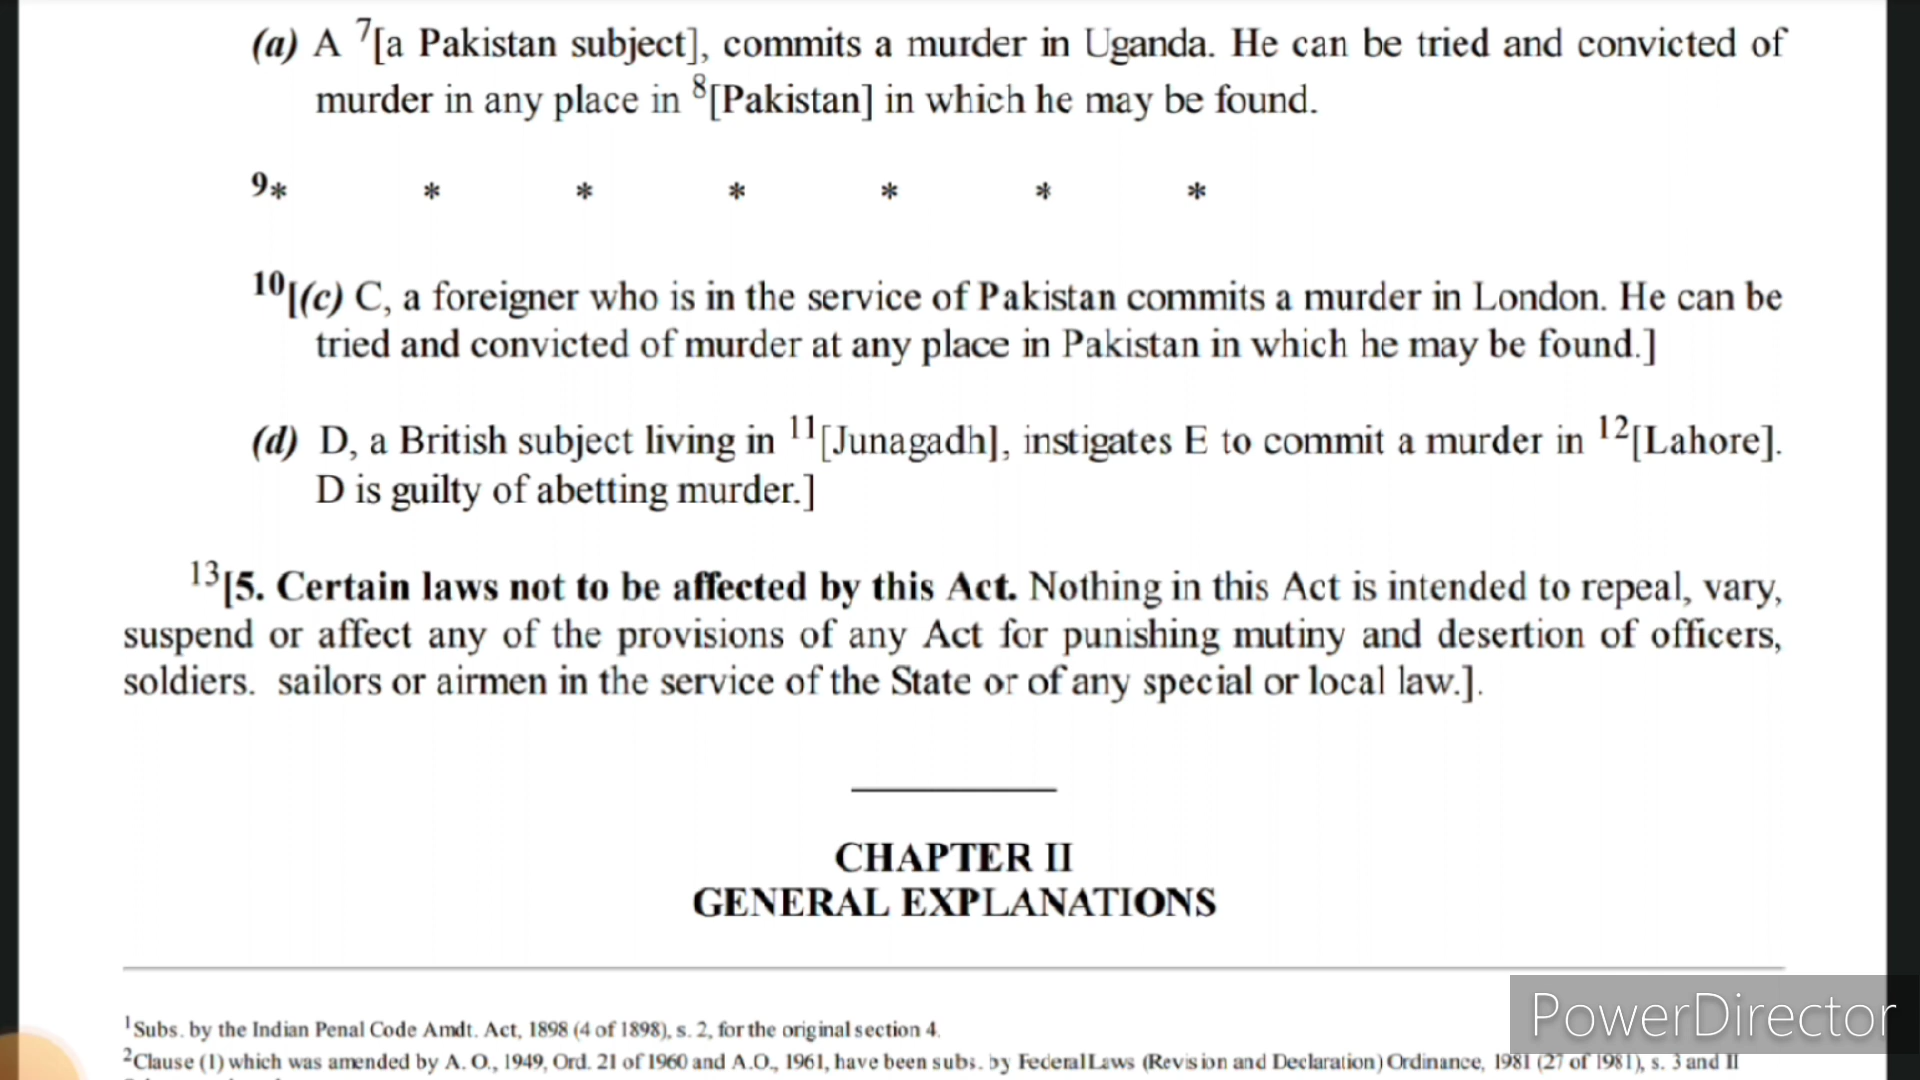 (a) A 7[a Pakistan subject], commits a murder in Uganda. He can be tried and convicted of
murder in any place in 8[Pakistan] in which he may be found.
9* * * * * * *
10[(c) C, a foreigner who is in the service of Pakistan commits a murder in London. He can be
tried and convicted of murder at any place in Pakistan in which he may be found.]
(d) D, a British subject living in 11[Junagadh], instigates E to commit a murder in 12[Lahore].
D is guilty of abetting murder.]
13[5. Certain laws not to be affected by this Act. Nothing in this Act is intended to repeal, vary,
suspend or affect any of the provisions of any Act for punishing mutiny and desertion of officers,
soldiers. sailors or airmen in the service of the State or of any special or local law.].
CHAPTER II
GENERAL EXPLANATIONS
1Subs. by the Indian Penal Code Amdt. Act, 1898 (4 of 1898), s. 2, for the original section 4.
2Clause (1) which was amended by A. O., 1949, Ord. 21 of 1960 and A.O., 1961, have been subs. by Federal Laws (Revision and Declaration) Ordinance, 1981 (27 of 1981), s. 3 and II
PowerDirector